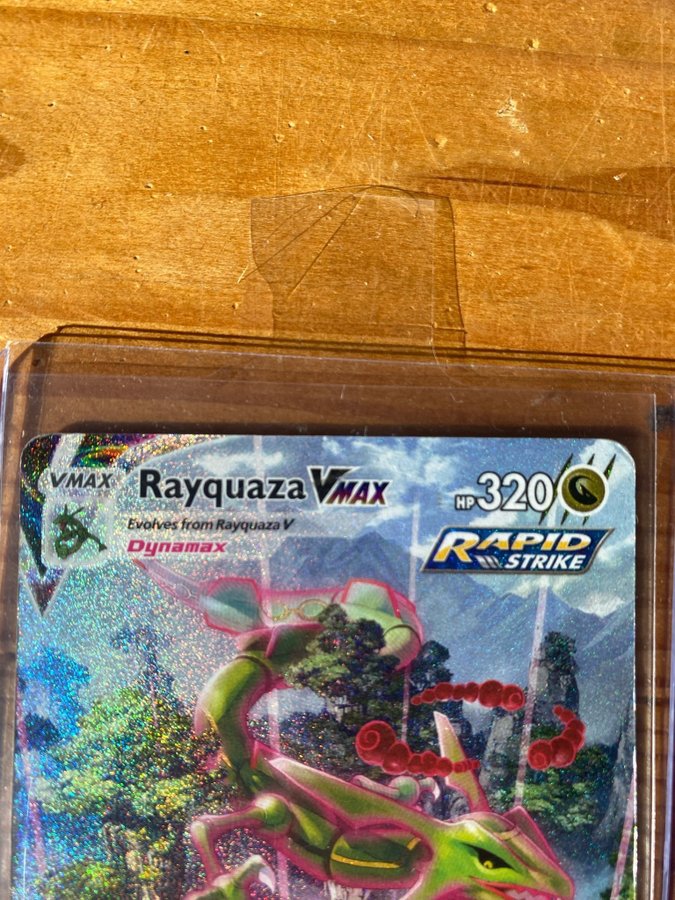 VMAX Rayquaza VMAX HP 320
Evolves from Rayquaza V
Dynamax
RAPID STRIKE